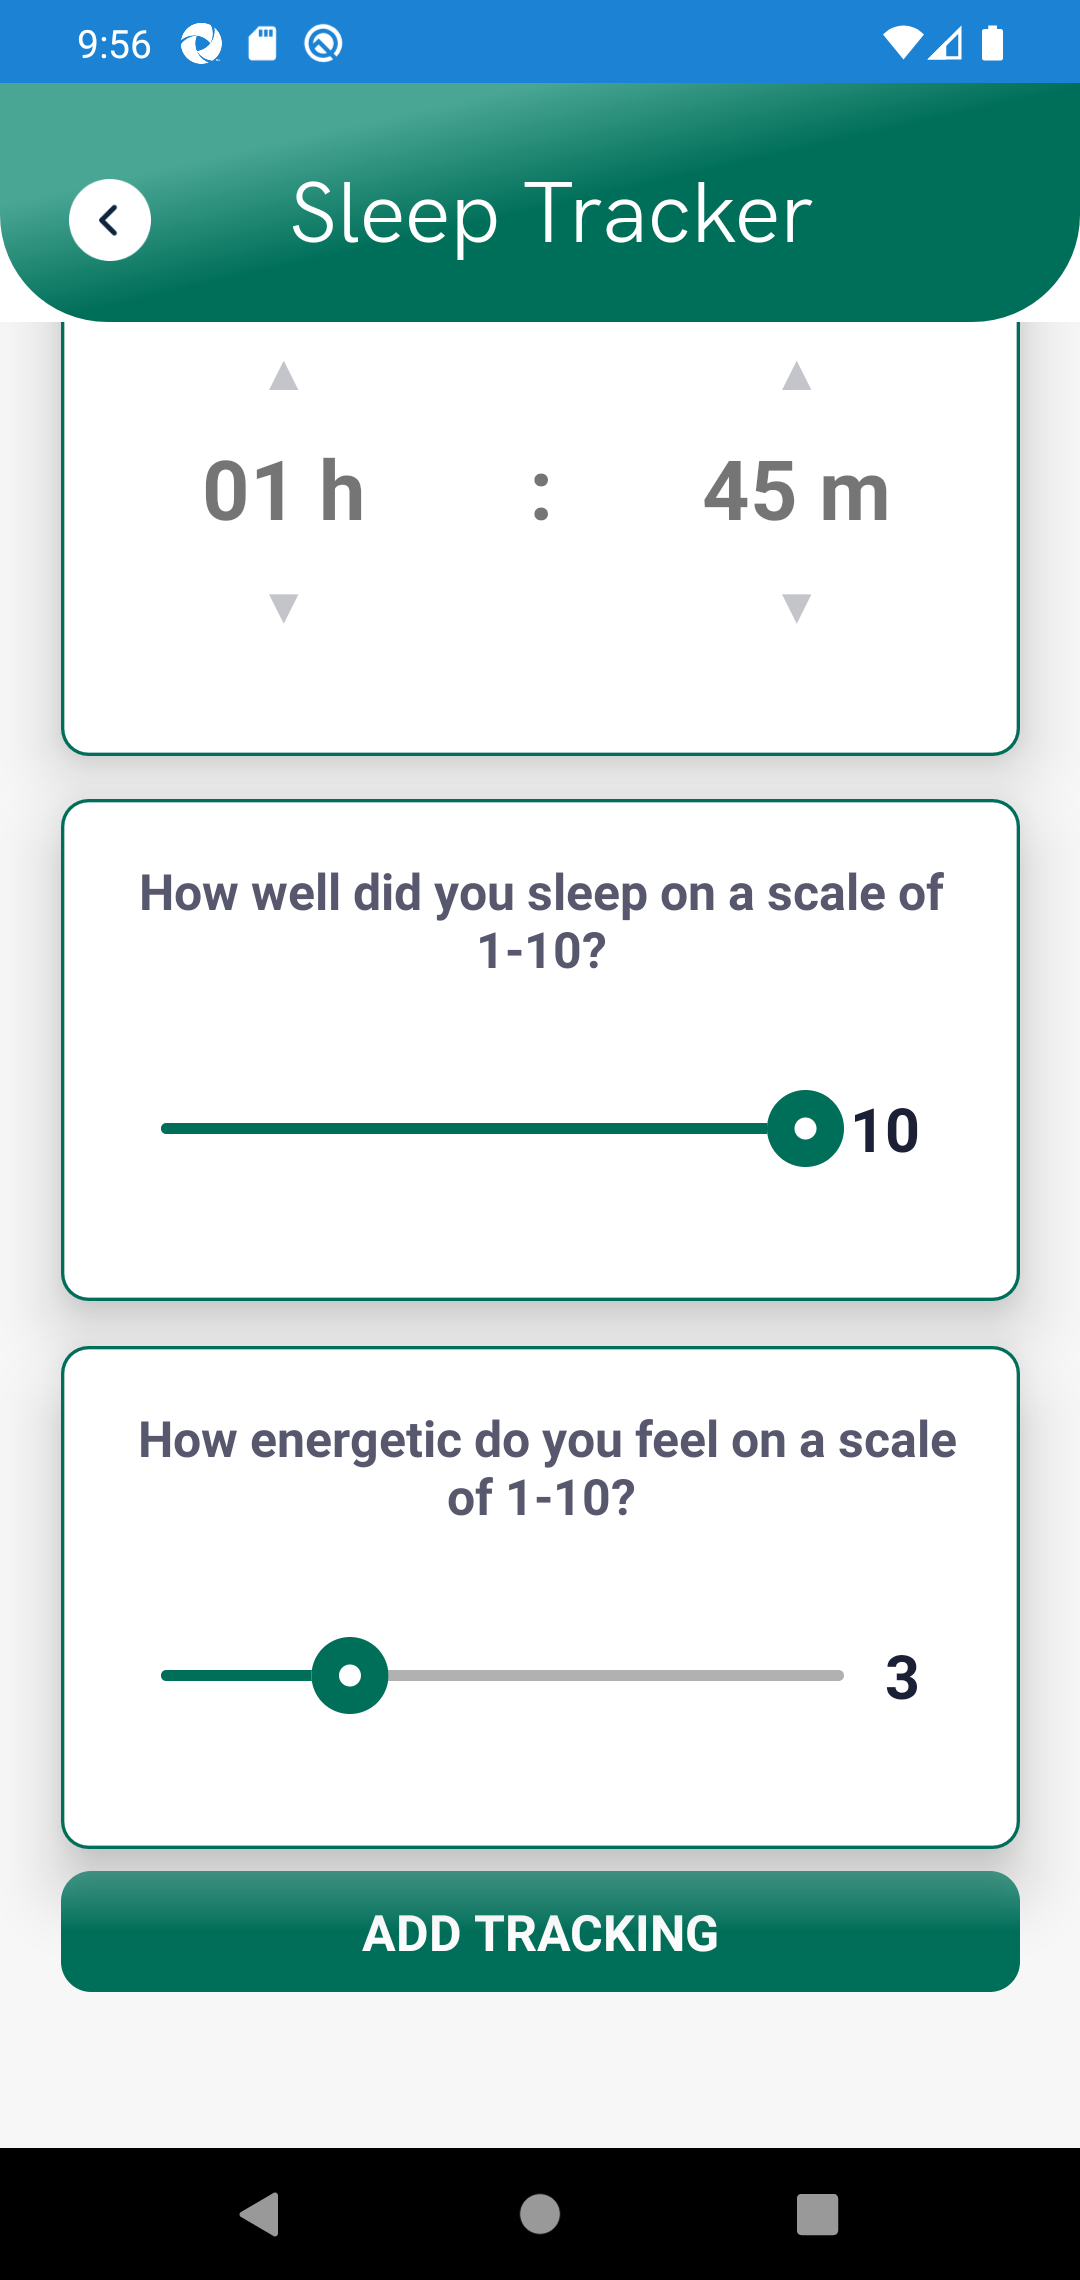 9:56
Sleep Tracker
01 h : 45 m
How well did you sleep on a scale of
1-10?
10
How energetic do you feel on a scale
of 1-10?
3
ADD TRACKING